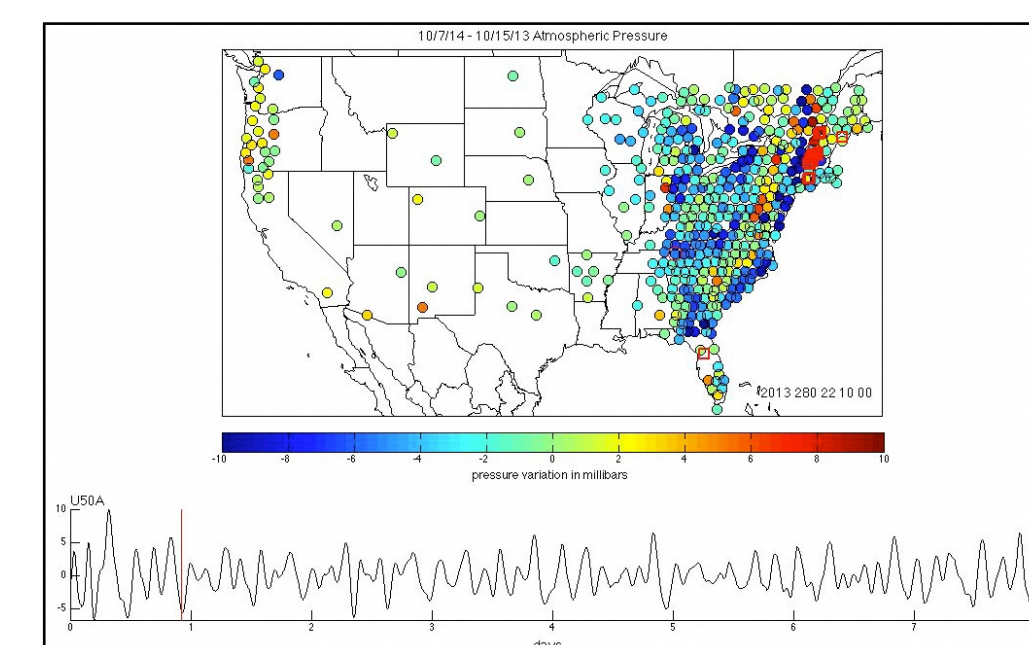 10/7/14 - 10/15/13 Atmospheric Pressure
2013 280 22 10 00
-10 -8 -6 -4 -2 0 2 4 6 8 10
pressure variation in millibars
U50A
10
5
0
-5
0 1 2 3 4 5 6 7
days